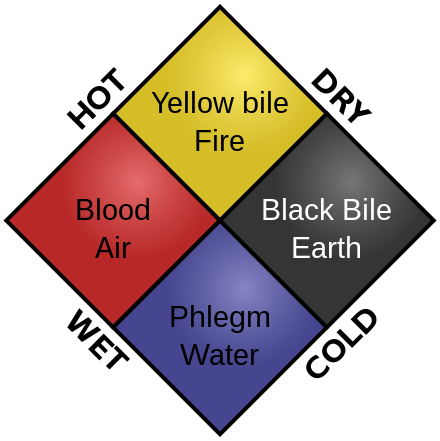 HOT
DRY
Yellow bile
Fire
Blood
Air
Black Bile
Earth
Phlegm
Water
WET
COLD